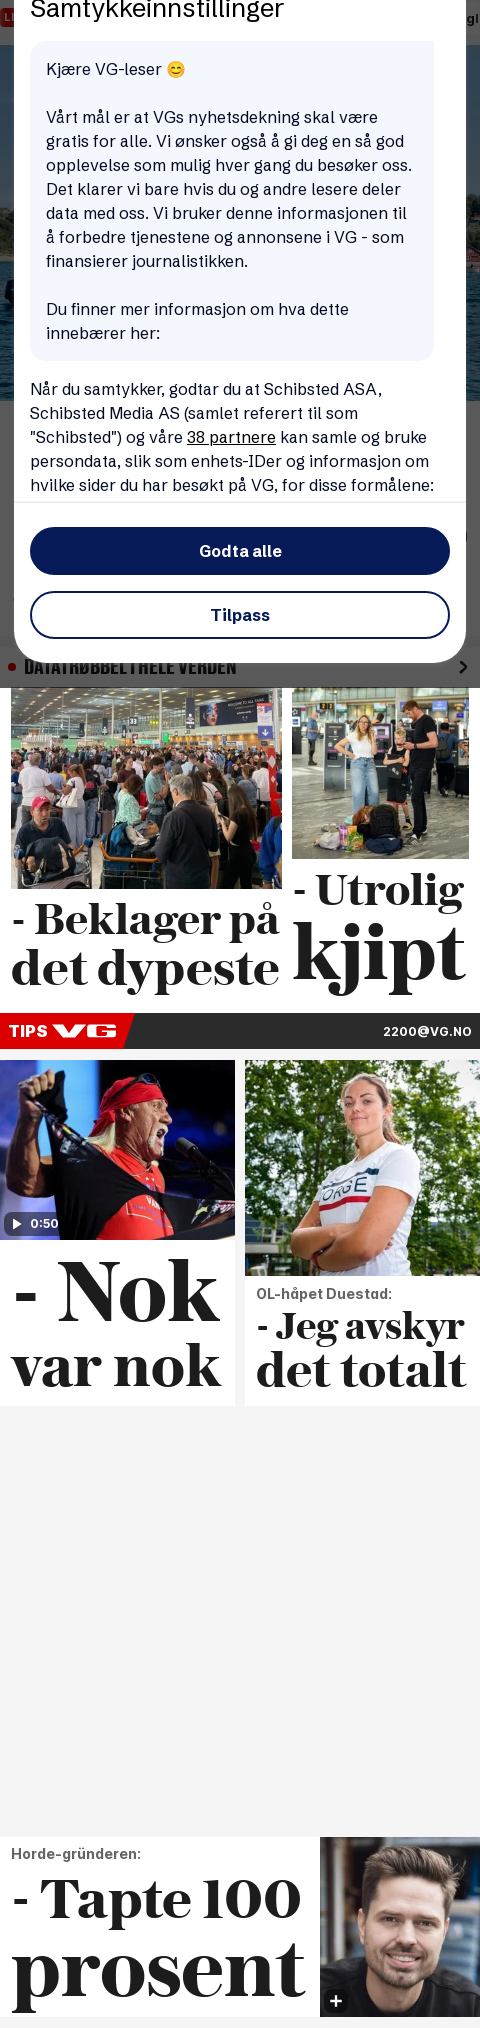 Samtykkeinnstillinger
Kjære VG-leser 😊
Vårt mål er at VGs nyhetsdekning skal være
gratis for alle. Vi ønsker også å gi deg en så god
opplevelse som mulig hver gang du besøker oss.
Det klarer vi bare hvis du og andre lesere deler
data med oss. Vi bruker denne informasjonen til
å forbedre tjenestene og annonsene i VG - som
finansierer journalistikken.
Du finner mer informasjon om hva dette
innebærer her:
Når du samtykker, godtar du at Schibsted ASA,
Schibsted Media AS (samlet referert til som
"Schibsted") og våre 38 partnere kan samle og bruke
persondata, slik som enhets-IDer og informasjon om
hvilke sider du har besøkt på VG, for disse formålene:
Godta alle
Tilpass
DATATRØBBEL I HELE VERDEN
- Beklager på
det dypeste
- Utrolig
kjipt
TIPS VG
2200@VG.NO
0:50
- Nok
var nok
OL-håpet Duestad:
- Jeg avskyr
det totalt
Horde-gründeren:
- Tapte 100
prosent